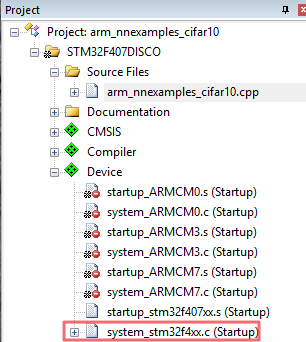 Project
Project: arm_nnexamples_cifar10
STM32F407DISCO
Source Files
arm_nnexamples_cifar10.cpp
Documentation
CMSIS
Compiler
Device
startup_ARMCM0.s (Startup)
system_ARMCM0.c (Startup)
startup_ARMCM3.s (Startup)
system_ARMCM3.c (Startup)
startup_ARMCM7.s (Startup)
system_ARMCM7.c (Startup)
startup_stm32f407xx.s (Startup)
system_stm32f4xx.c (Startup)